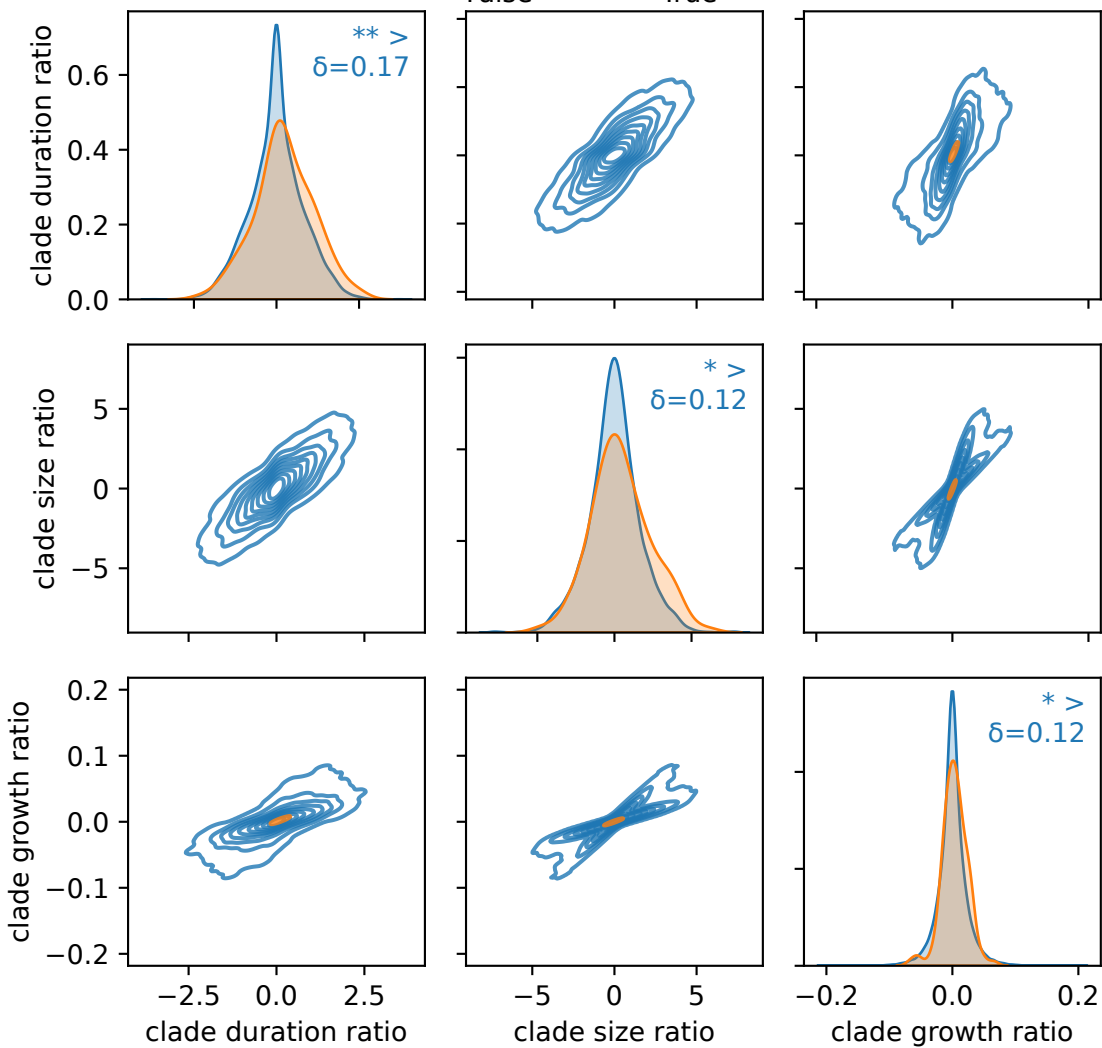 clade duration ratio
0.6
0.4
0.2
0.0
** >
δ=0.17
clade size ratio
5
0
−5
* >
δ=0.12
clade growth ratio
0.2
0.1
0.0
−0.1
−0.2
* >
δ=0.12
−2.5 0.0 2.5
clade duration ratio
−5 0 5
clade size ratio
−0.2 0.0 0.2
clade growth ratio